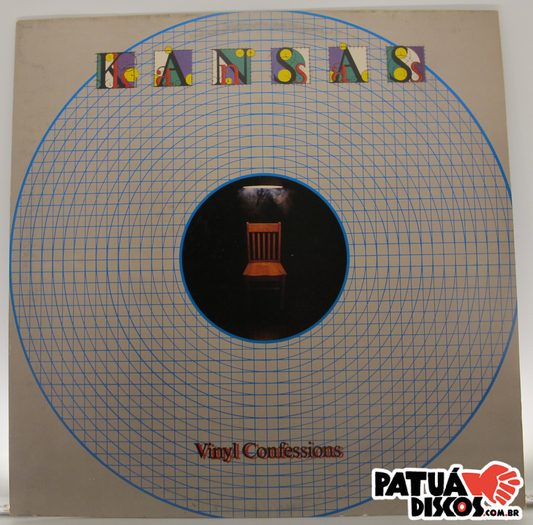 KANSAS
Vinyl Confessions
PATUÁ
DISCOS.COM.BR